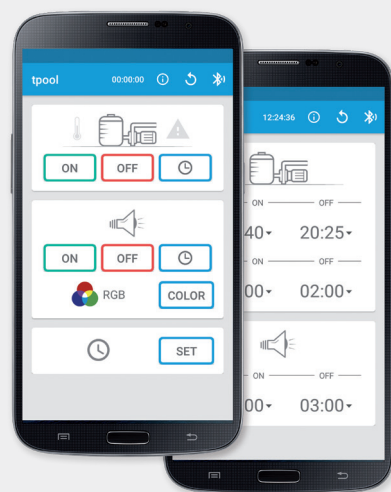 tpool 00:00:00
ON OFF
ON OFF
RGB COLOR
SET
12:24:36
ON OFF
40 20:25
ON OFF
00 02:00
ON OFF
00 03:00